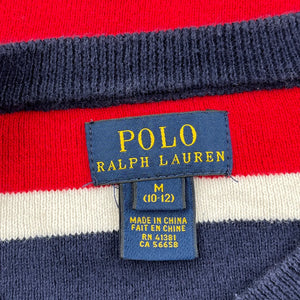 POLO
RALPH LAUREN
M
(10-12)
MADE IN CHINA
FAIT EN CHINE
RN 41381
CA 56658